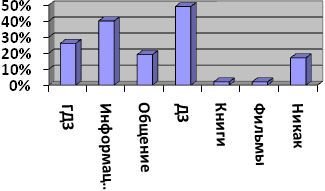 50%
40%
30%
20%
10%
0%
ГДЗ
Информац..
Общение
ДЗ
Книги
Фильмы
Никак